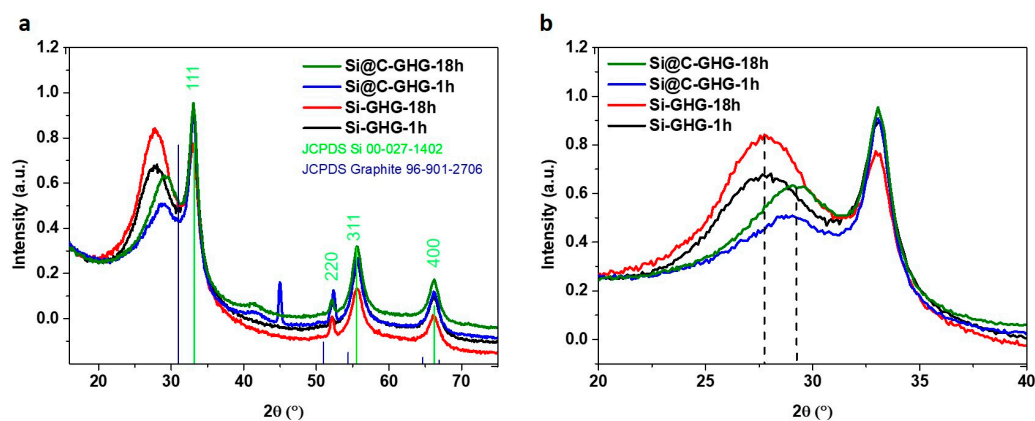 a
1.2
1.0
0.8
0.6
0.4
0.2
0.0
Intensity (a.u.)
20
30
40
50
60
70
2θ (°)
111
220
311
400
Si@C-GHG-18h
Si@C-GHG-1h
Si-GHG-18h
Si-GHG-1h
JCPDS Si 00-027-1402
JCPDS Graphite 96-901-2706
b
1.2
1.0
0.8
0.6
0.4
0.2
0.0
Intensity (a.u.)
20
25
30
35
40
2θ (°)
Si@C-GHG-18h
Si@C-GHG-1h
Si-GHG-18h
Si-GHG-1h